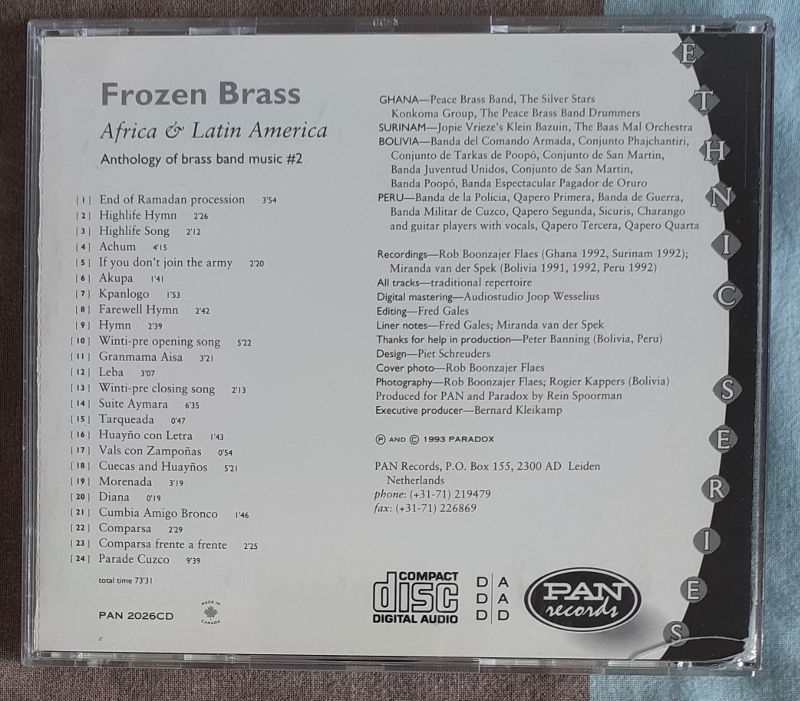 Frozen Brass
Africa & Latin America
Anthology of brass band music #2
[ 1 ] End of Ramadan procession 3'54
[ 2 ] Highlife Hymn 2'26
[ 3 ] Highlife Song 2'12
[ 4 ] Achum 4'15
[ 5 ] If you don't join the army 2'20
[ 6 ] Akupa 1'41
[ 7 ] Kpanlogo 1'53
[ 8 ] Farewell Hymn 2'42
[ 9 ] Hymn 2'39
[ 10 ] Winti-pre opening song 5'22
[ 11 ] Granmama Aisa 3'21
[ 12 ] Leba 3'07
[ 13 ] Winti-pre closing song 2'13
[ 14 ] Suite Aymara 6'35
[ 15 ] Tarqueada 0'47
[ 16 ] Huayño con Letra 1'43
[ 17 ] Vals con Zampoñas 0'54
[ 18 ] Cuecas and Huayños 5'21
[ 19 ] Morenada 3'19
[ 20 ] Diana 0'19
[ 21 ] Cumbia Amigo Bronco 1'46
[ 22 ] Comparsa 2'29
[ 23 ] Comparsa frente a frente 2'25
[ 24 ] Parade Cuzco 9'39
total time 73'31
PAN 2026CD
MADE IN
CANADA
GHANA—Peace Brass Band, The Silver Stars
Konkoma Group, The Peace Brass Band Drummers
SURINAM—Jopie Vrieze's Klein Bazuin, The Baas Mal Orchestra
BOLIVIA—Banda del Comando Armada, Conjunto Phajchantiri,
Conjunto de Tarkas de Poopó, Conjunto de San Martin,
Banda Juventud Unidos, Conjunto de San Martin,
Banda Poopó, Banda Espectacular Pagador de Oruro
PERU—Banda de la Policia, Qapero Primera, Banda de Guerra,
Banda Militar de Cuzco, Qapero Segunda, Sicuris, Charango
and guitar players with vocals, Qapero Tercera, Qapero Quarta
Recordings—Rob Boonzajer Flaes (Ghana 1992, Surinam 1992);
Miranda van der Spek (Bolivia 1991, 1992, Peru 1992)
All tracks—traditional repertoire
Digital mastering—Audiostudio Joop Wesselius
Editing—Fred Gales
Liner notes—Fred Gales; Miranda van der Spek
Thanks for help in production—Peter Banning (Bolivia, Peru)
Design—Piet Schreuders
Cover photo—Rob Boonzajer Flaes
Photography—Rob Boonzajer Flaes; Rogier Kappers (Bolivia)
Produced for PAN and Paradox by Rein Spoorman
Executive producer—Bernard Kleikamp
℗ AND © 1993 PARADOX
PAN Records, P.O. Box 155, 2300 AD Leiden
Netherlands
phone: (+31-71) 219479
fax: (+31-71) 226869
COMPACT
disc
DIGITAL AUDIO
D A
D A
D D
PAN
records
ETHNIC SERIES